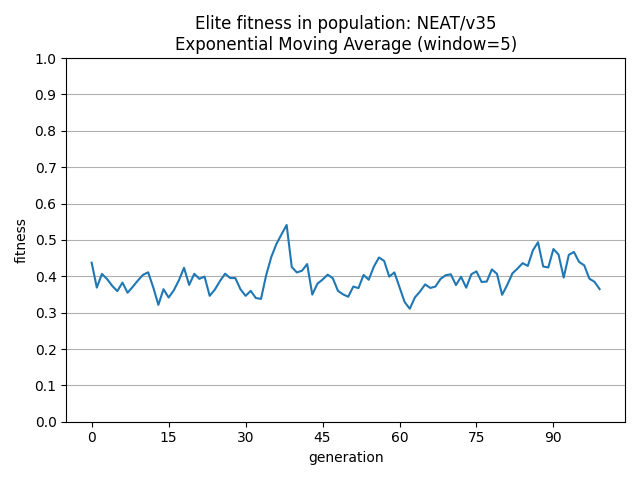 Elite fitness in population: NEAT/v35
Exponential Moving Average (window=5)
1.0
0.9
0.8
0.7
0.6
0.5
0.4
0.3
0.2
0.1
0.0
fitness
0 15 30 45 60 75 90
generation